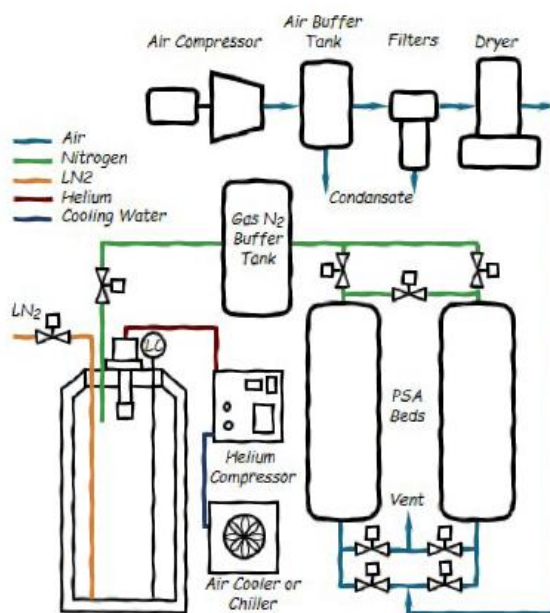 Air Compressor
Air Buffer
Tank
Filters
Dryer
Air
Nitrogen
LN2
Helium
Cooling Water
Condansate
Gas N₂
Buffer
Tank
LN₂
LC
PSA
Beds
Helium
Compressor
Vent
Air Cooler or
Chiller